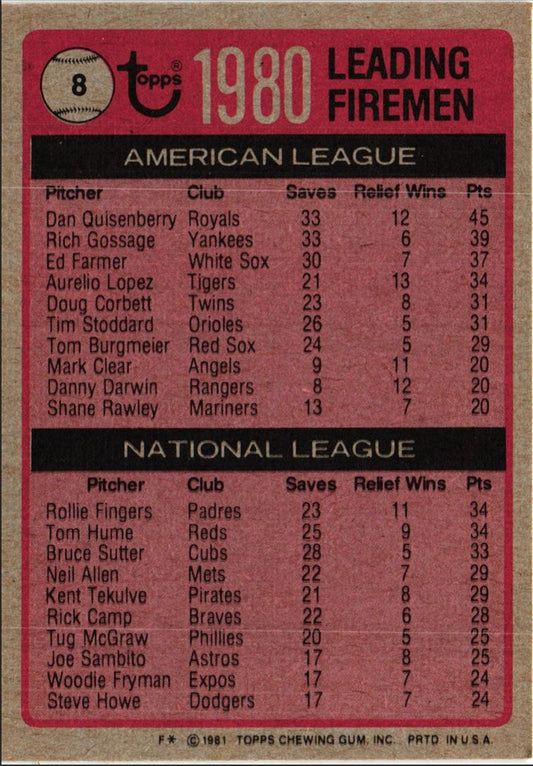 8 Topps® 1980 LEADING
FIREMEN
AMERICAN LEAGUE
Pitcher Club Saves Relief Wins Pts
Dan Quisenberry Royals 33 12 45
Rich Gossage Yankees 33 6 39
Ed Farmer White Sox 30 7 37
Aurelio Lopez Tigers 21 13 34
Doug Corbett Twins 23 8 31
Tim Stoddard Orioles 26 5 31
Tom Burgmeier Red Sox 24 5 29
Mark Clear Angels 9 11 20
Danny Darwin Rangers 8 12 20
Shane Rawley Mariners 13 7 20
NATIONAL LEAGUE
Pitcher Club Saves Relief Wins Pts
Rollie Fingers Padres 23 11 34
Tom Hume Reds 25 9 34
Bruce Sutter Cubs 28 5 33
Neil Allen Mets 22 7 29
Kent Tekulve Pirates 21 8 29
Rick Camp Braves 22 6 28
Tug McGraw Phillies 20 5 25
Joe Sambito Astros 17 8 25
Woodie Fryman Expos 17 7 24
Steve Howe Dodgers 17 7 24
F* © 1981 TOPPS CHEWING GUM, INC. PRTD. IN U.S.A.